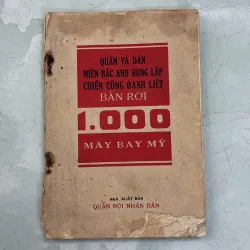 QUÂN VÀ DÂN
MIỀN BẮC ANH HÙNG LẬP
CHIẾN CÔNG OANH LIỆT
BẮN RƠI
1.000
MÁY BAY MỸ
NHÀ XUẤT BẢN
QUÂN ĐỘI NHÂN DÂN